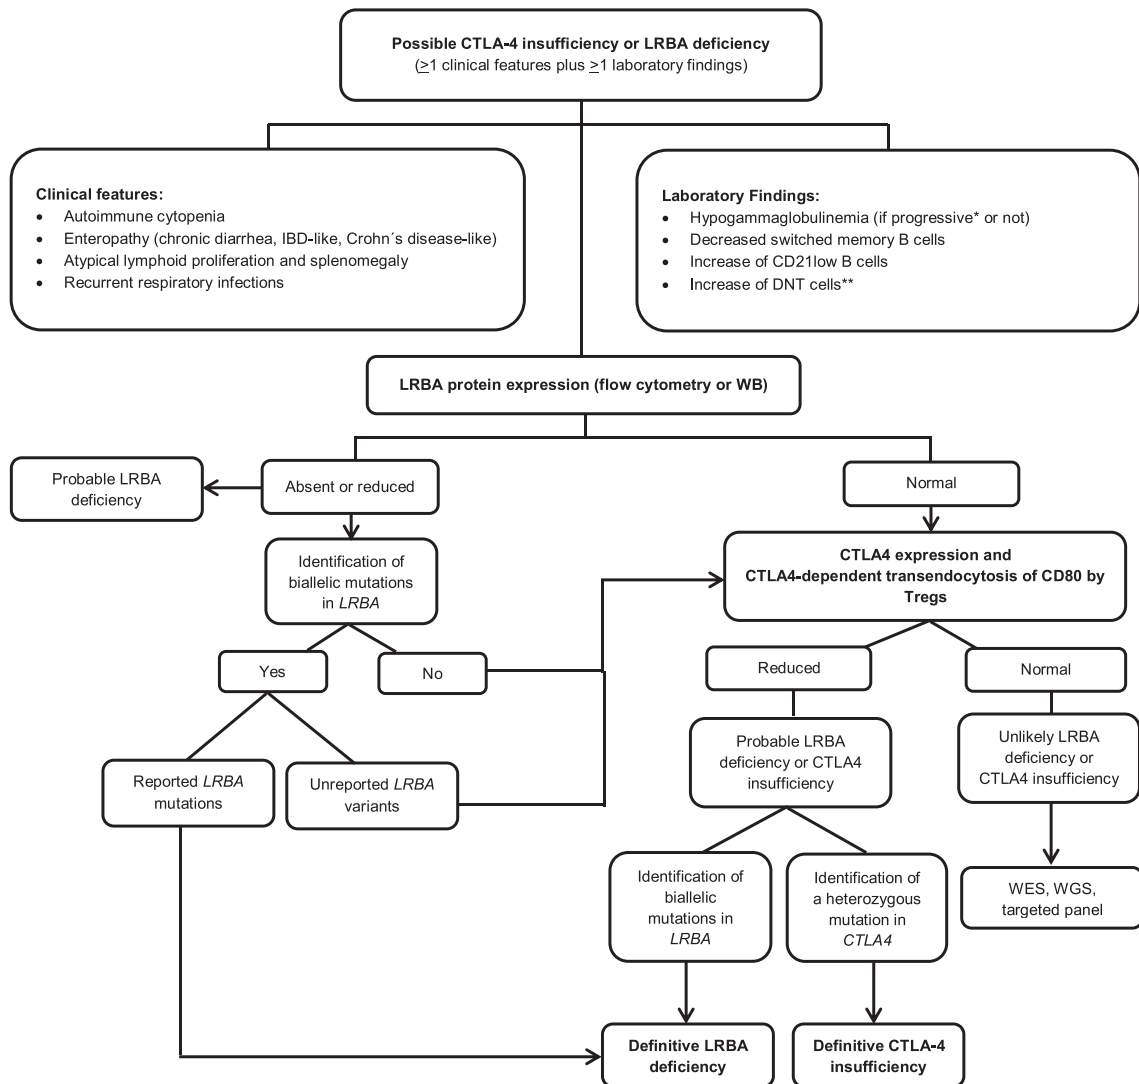 Possible CTLA-4 insufficiency or LRBA deficiency
(≥1 clinical features plus ≥1 laboratory findings)
Clinical features:
• Autoimmune cytopenia
• Enteropathy (chronic diarrhea, IBD-like, Crohn´s disease-like)
• Atypical lymphoid proliferation and splenomegaly
• Recurrent respiratory infections
Laboratory Findings:
• Hypogammaglobulinemia (if progressive* or not)
• Decreased switched memory B cells
• Increase of CD21low B cells
• Increase of DNT cells**
LRBA protein expression (flow cytometry or WB)
Probable LRBA
deficiency
Absent or reduced
Normal
Identification of
biallelic mutations
in LRBA
CTLA4 expression and
CTLA4-dependent transendocytosis of CD80 by
Tregs
Yes
No
Reduced
Normal
Reported LRBA
mutations
Unreported LRBA
variants
Probable LRBA
deficiency or CTLA4
insufficiency
Unlikely LRBA
deficiency or
CTLA4 insufficiency
Identification of
biallelic
mutations in
LRBA
Identification of
a heterozygous
mutation in
CTLA4
WES, WGS,
targeted panel
Definitive LRBA
deficiency
Definitive CTLA-4
insufficiency